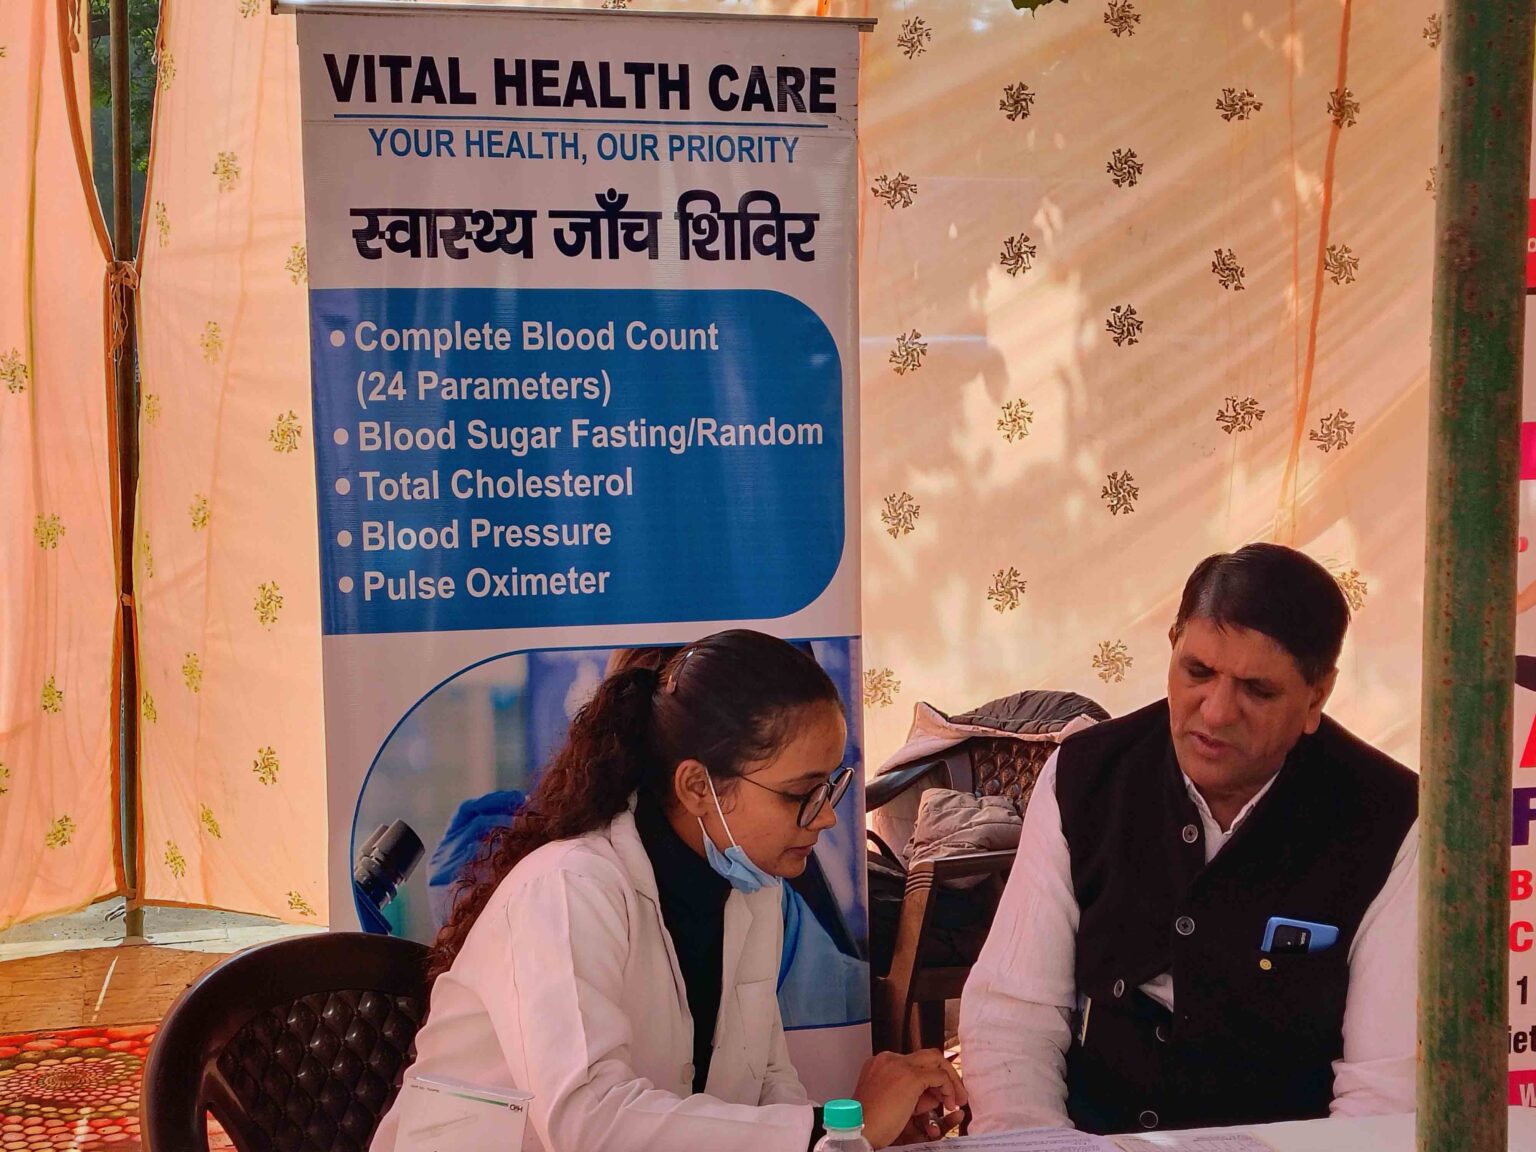 VITAL HEALTH CARE
YOUR HEALTH, OUR PRIORITY
स्वास्थ्य जाँच शिविर
• Complete Blood Count
(24 Parameters)
• Blood Sugar Fasting/Random
• Total Cholesterol
• Blood Pressure
• Pulse Oximeter